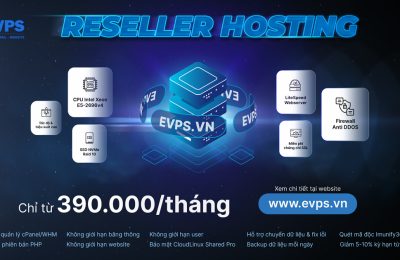 EVPS
RESELLER HOSTING
CPU Intel Xeon
E5-2696v4
LiteSpeed
Webserver
Firewall
Anti DDOS
SSD NVMe
Raid 10
EVPS.VN
Chỉ từ 390.000/tháng
Xem chi tiết tại website
www.evps.vn
quản lý cPanel/WHM
Không giới hạn băng thông
Không giới hạn user
Hỗ trợ chuyển dữ liệu & fix lỗi
Quét mã độc Imunify3
phiên bản PHP
Không giới hạn website
Bảo mật CloudLinux Shared Pro
Backup dữ liệu mỗi ngày
Giảm 5-10% kỳ hạn từ